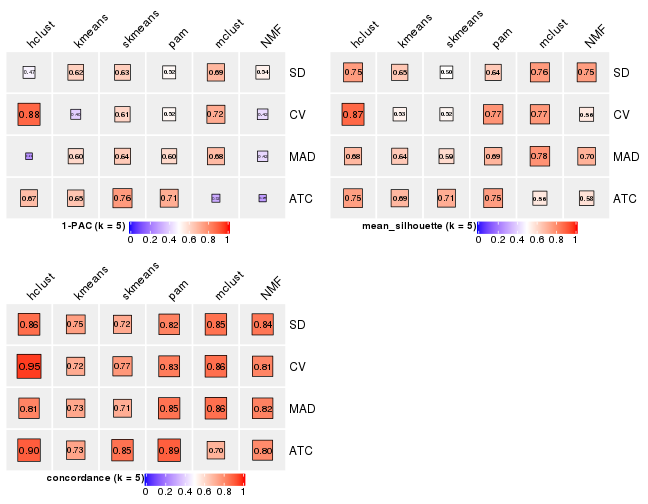 hclust kmeans skmeans pam mclust NMF
0.47 0.62 0.63 0.52 0.69 0.54 SD
0.88 0.61 0.52 0.72 CV
0.60 0.64 0.60 0.68 MAD
0.67 0.65 0.76 0.71 ATC
1-PAC (k = 5)
0 0.2 0.4 0.6 0.8 1
hclust kmeans skmeans pam mclust NMF
0.75 0.65 0.50 0.64 0.76 0.75 SD
0.87 0.53 0.52 0.77 0.77 0.56 CV
0.68 0.64 0.59 0.69 0.78 0.70 MAD
0.75 0.69 0.71 0.75 0.56 0.58 ATC
mean_silhouette (k = 5)
0 0.2 0.4 0.6 0.8 1
hclust kmeans skmeans pam mclust NMF
0.86 0.75 0.72 0.82 0.85 0.84 SD
0.95 0.72 0.77 0.83 0.86 0.81 CV
0.81 0.73 0.71 0.85 0.86 0.82 MAD
0.90 0.73 0.85 0.89 0.70 0.80 ATC
concordance (k = 5)
0 0.2 0.4 0.6 0.8 1